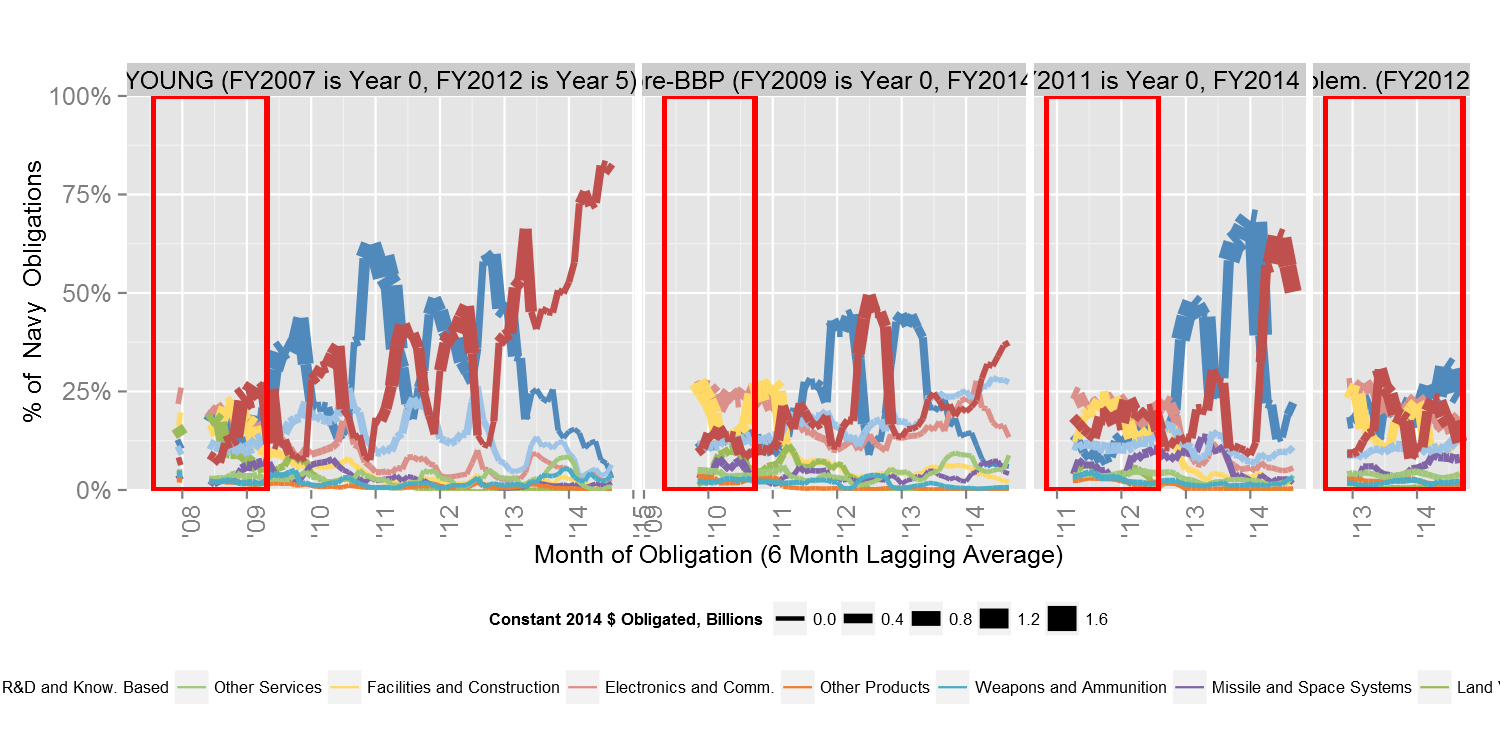 YOUNG (FY2007 is Year 0, FY2012 is Year 5)
re-BBP (FY2009 is Year 0, FY2014
2011 is Year 0, FY2014
lem. (FY2012
100%
75%
50%
25%
0%
% of Navy Obligations
'08 '09 '10 '11 '12 '13 '14 '15
'09 '10 '11 '12 '13 '14
'11 '12 '13 '14
'13 '14
Month of Obligation (6 Month Lagging Average)
Constant 2014 $ Obligated, Billions 0.0 0.4 0.8 1.2 1.6
R&D and Know. Based Other Services Facilities and Construction Electronics and Comm. Other Products Weapons and Ammunition Missile and Space Systems Land